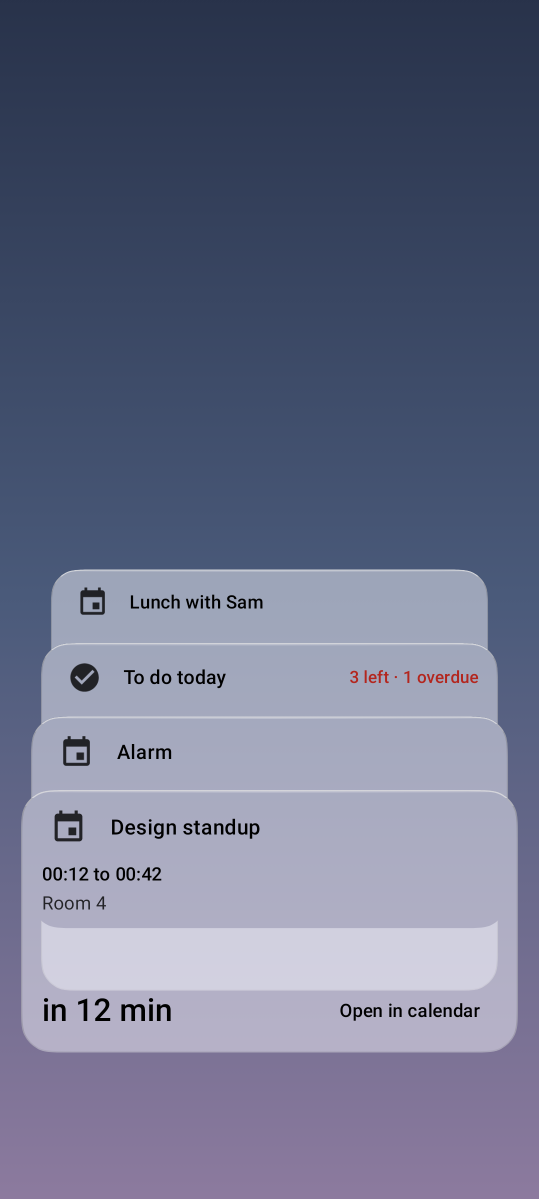 Lunch with Sam
To do today
3 left · 1 overdue
Alarm
Design standup
00:12 to 00:42
Room 4
in 12 min
Open in calendar